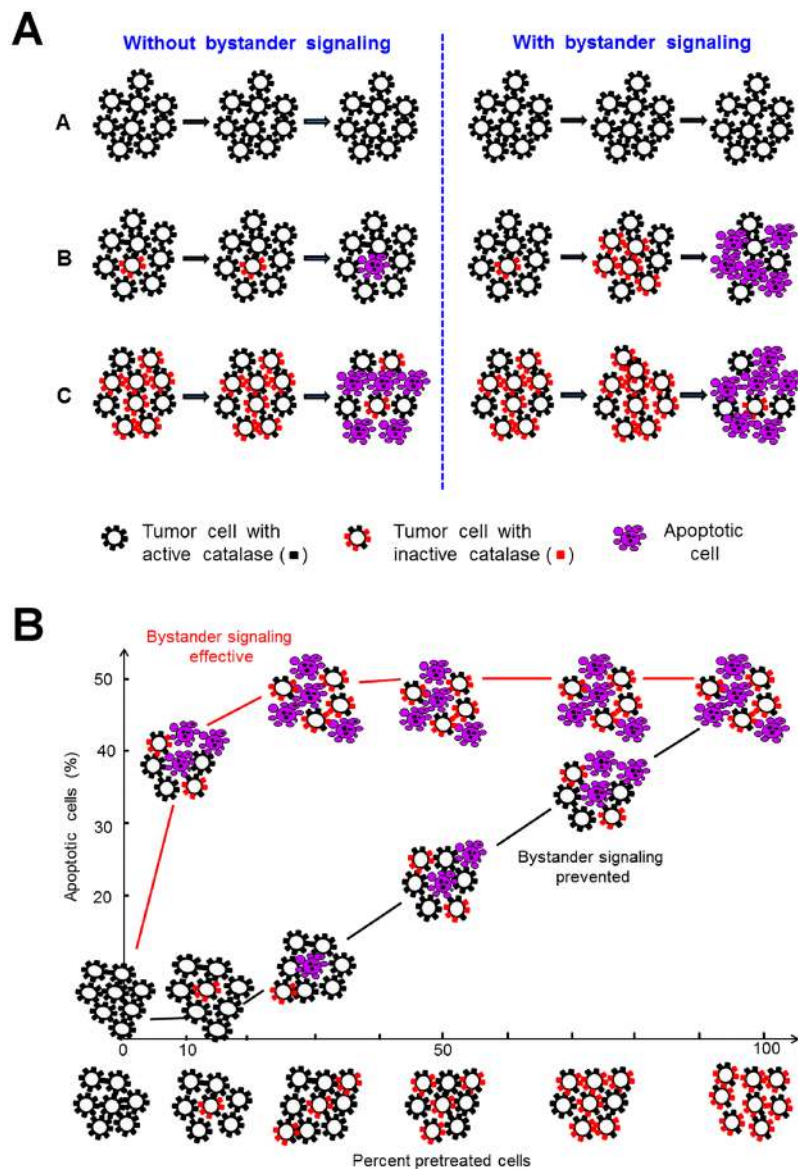 A
Without bystander signaling
With bystander signaling
A
B
C
Tumor cell with
active catalase ( )
Tumor cell with
inactive catalase ( )
Apoptotic
cell
B
Bystander signaling
effective
Apoptotic cells (%)
50
40
30
20
Bystander signaling
prevented
0
10
50
100
Percent pretreated cells